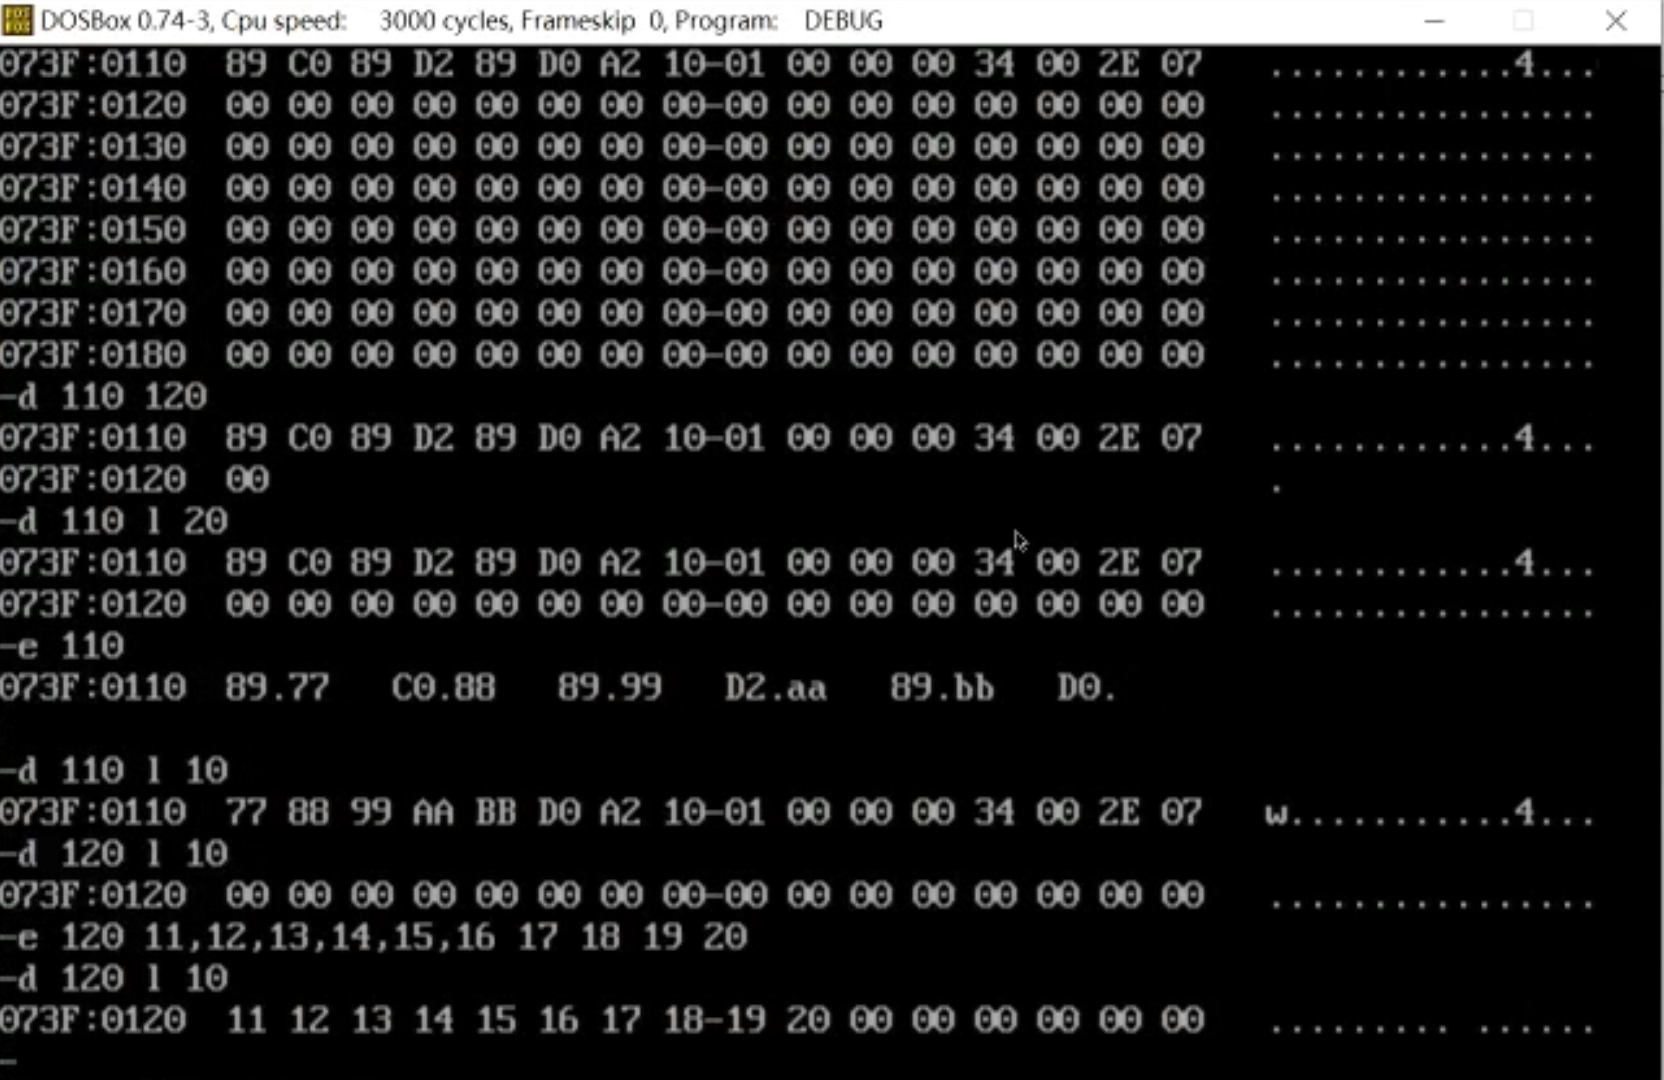 DOSBox 0.74-3, Cpu speed: 3000 cycles, Frameskip 0, Program: DEBUG
073F:0110 89 C0 89 D2 89 D0 A2 10-01 00 00 00 34 00 2E 07 ............4...
073F:0120 00 00 00 00 00 00 00 00-00 00 00 00 00 00 00 00 ................
073F:0130 00 00 00 00 00 00 00 00-00 00 00 00 00 00 00 00 ................
073F:0140 00 00 00 00 00 00 00 00-00 00 00 00 00 00 00 00 ................
073F:0150 00 00 00 00 00 00 00 00-00 00 00 00 00 00 00 00 ................
073F:0160 00 00 00 00 00 00 00 00-00 00 00 00 00 00 00 00 ................
073F:0170 00 00 00 00 00 00 00 00-00 00 00 00 00 00 00 00 ................
073F:0180 00 00 00 00 00 00 00 00-00 00 00 00 00 00 00 00 ................
-d 110 120
073F:0110 89 C0 89 D2 89 D0 A2 10-01 00 00 00 34 00 2E 07 ............4...
073F:0120 00 .
-d 110 l 20
073F:0110 89 C0 89 D2 89 D0 A2 10-01 00 00 00 34 00 2E 07 ............4...
073F:0120 00 00 00 00 00 00 00 00-00 00 00 00 00 00 00 00 ................
-e 110
073F:0110 89.77 C0.88 89.99 D2.aa 89.bb D0.
-d 110 l 10
073F:0110 77 88 99 AA BB D0 A2 10-01 00 00 00 34 00 2E 07 w...........4...
-d 120 l 10
073F:0120 00 00 00 00 00 00 00 00-00 00 00 00 00 00 00 00 ................
-e 120 11,12,13,14,15,16 17 18 19 20
-d 120 l 10
073F:0120 11 12 13 14 15 16 17 18-19 20 00 00 00 00 00 00 ......... ......
-